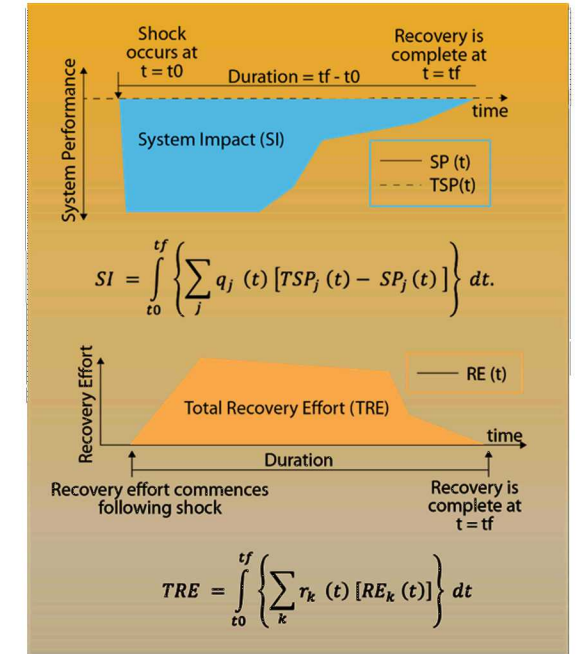 Shock
occurs at
t = t0
Recovery is
complete at
t = tf
Duration = tf - t0
time
System Performance
System Impact (SI)
SP (t)
TSP(t)
SI = ∫_{t0}^{tf} { ∑_j q_j (t) [TSP_j (t) − SP_j (t)] } dt.
Recovery Effort
RE (t)
Total Recovery Effort (TRE)
time
Duration
Recovery effort commences
following shock
Recovery is
complete at
t = tf
TRE = ∫_{t0}^{tf} { ∑_k r_k (t) [RE_k (t)] } dt